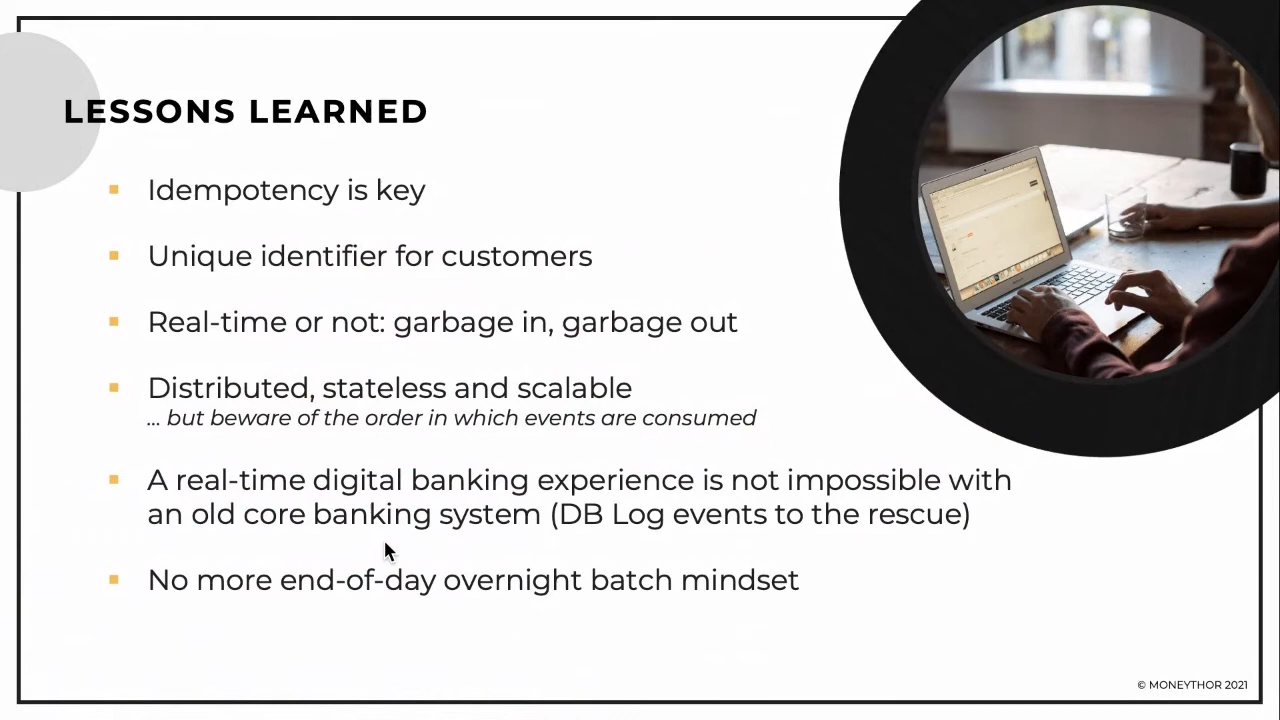 LESSONS LEARNED
Idempotency is key
Unique identifier for customers
Real-time or not: garbage in, garbage out
Distributed, stateless and scalable
... but beware of the order in which events are consumed
A real-time digital banking experience is not impossible with
an old core banking system (DB Log events to the rescue)
No more end-of-day overnight batch mindset
© MONEYTHOR 2021